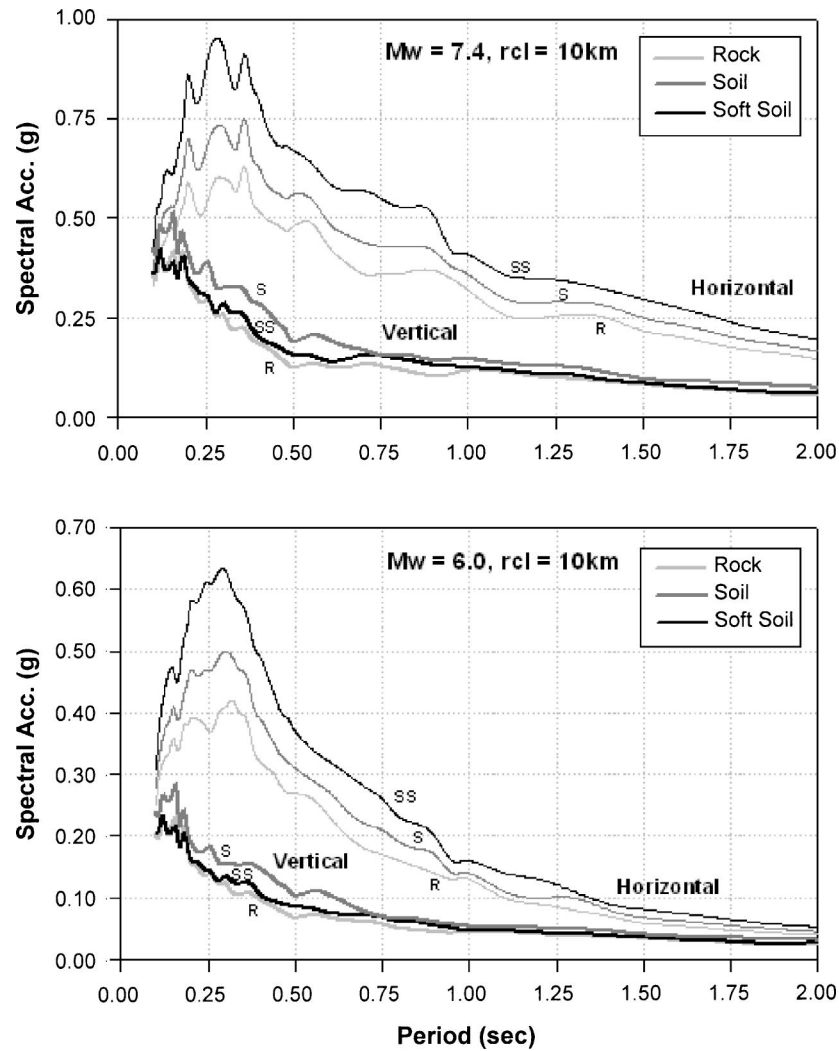 1.00
0.75
0.50
0.25
0.00
Spectral Acc. (g)
Mw = 7.4, rcl = 10km
Rock
Soil
Soft Soil
SS
S
R
Horizontal
S
SS
R
Vertical
0.00 0.25 0.50 0.75 1.00 1.25 1.50 1.75 2.00
0.70
0.60
0.50
0.40
0.30
0.20
0.10
0.00
Spectral Acc. (g)
Mw = 6.0, rcl = 10km
Rock
Soil
Soft Soil
SS
S
R
Horizontal
S
SS
R
Vertical
0.00 0.25 0.50 0.75 1.00 1.25 1.50 1.75 2.00
Period (sec)